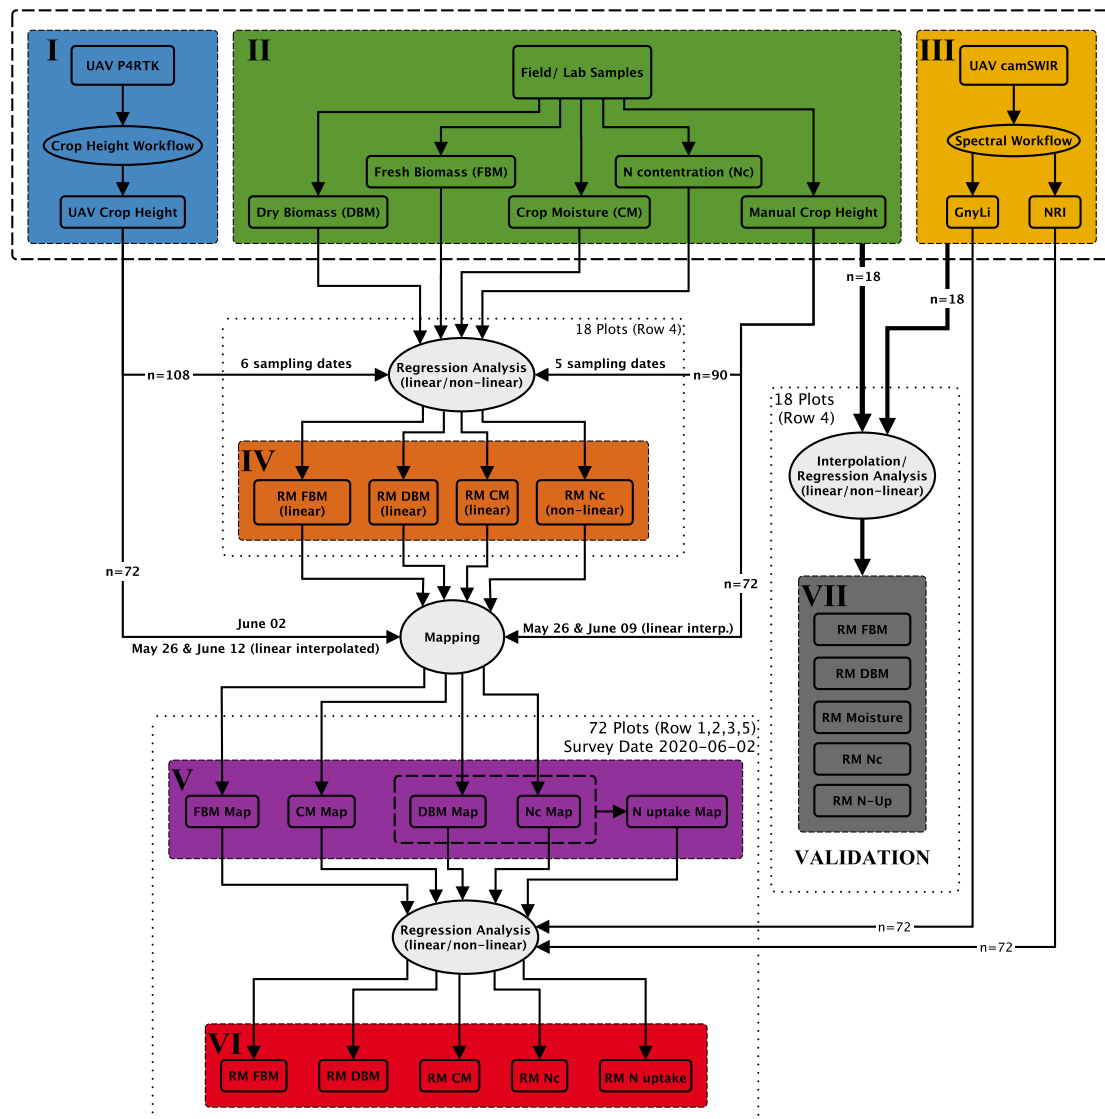 I
II
III
UAV P4RTK
Field/ Lab Samples
UAV camSWIR
Crop Height Workflow
Spectral Workflow
Fresh Biomass (FBM)
N contentration (Nc)
UAV Crop Height
Dry Biomass (DBM)
Crop Moisture (CM)
Manual Crop Height
GnyLi
NRI
n=18
n=18
18 Plots (Row 4)
6 sampling dates
5 sampling dates
n=108
Regression Analysis
(linear/non-linear)
n=90
18 Plots
(Row 4)
IV
Interpolation/
Regression Analysis
(linear/non-linear)
RM FBM
(linear)
RM DBM
(linear)
RM CM
(linear)
RM Nc
(non-linear)
n=72
n=72
VII
June 02
May 26 & June 12 (linear interpolated)
Mapping
May 26 & June 09 (linear interp.)
RM FBM
RM DBM
RM Moisture
RM Nc
RM N-Up
VALIDATION
72 Plots (Row 1,2,3,5)
Survey Date 2020-06-02
V
FBM Map
CM Map
DBM Map
Nc Map
N uptake Map
Regression Analysis
(linear/non-linear)
n=72
n=72
VI
RM FBM
RM DBM
RM CM
RM Nc
RM N uptake